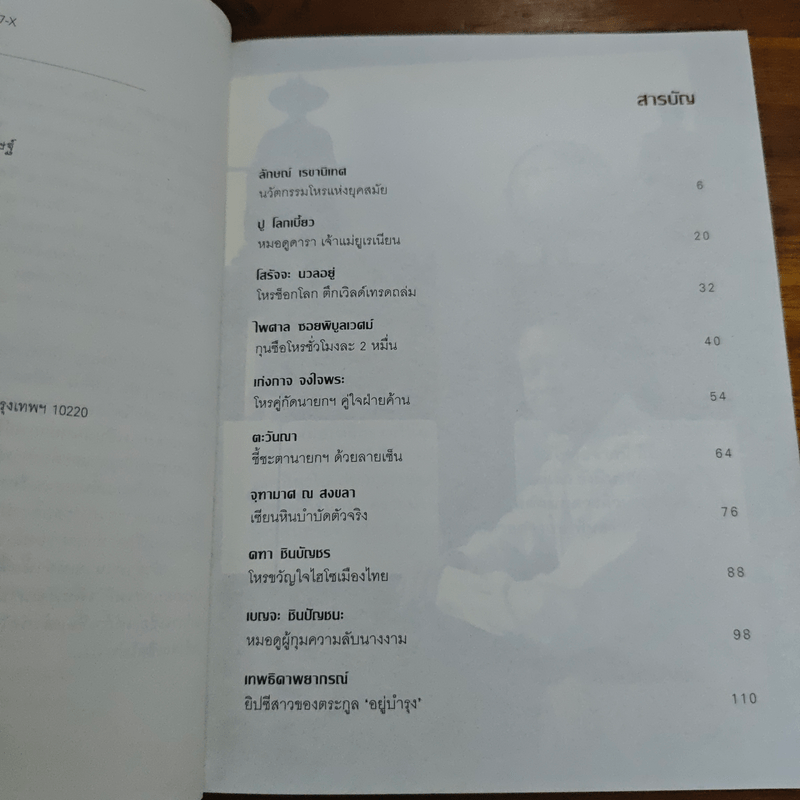 7-X
ษฐ์
รุงเทพฯ 10220
สารบัญ
ลักษณ์ เรขานิเทศ
นวัตกรรมโหรแห่งยุคสมัย 6
ปู โลกเบี้ยว
หมอดูดารา เจ้าแม่ยูเรเนียน 20
โสรัจจะ นวลอยู่
โหรช็อกโลก ตึกเวิลด์เทรดถล่ม 32
ไพศาล ซอยพิบูลเวศม์
กุนซือโหรชั่วโมงละ 2 หมื่น 40
เก่งกาจ จงใจพระ
โหรคู่กัดนายกฯ คู่ใจฝ่ายค้าน 54
ตะวันณา
ชี้ชะตานายกฯ ด้วยลายเซ็น 64
จุฑามาศ ณ สงขลา
เซียนหินบำบัดตัวจริง 76
คฑา ชินบัญชร
โหรขวัญใจไฮโซเมืองไทย 88
เบญจะ ชินปัญชนะ
หมอดูผู้กุมความลับนางงาม 98
เทพธิดาพยากรณ์
ยิปซีสาวของตระกูล 'อยู่บำรุง' 110